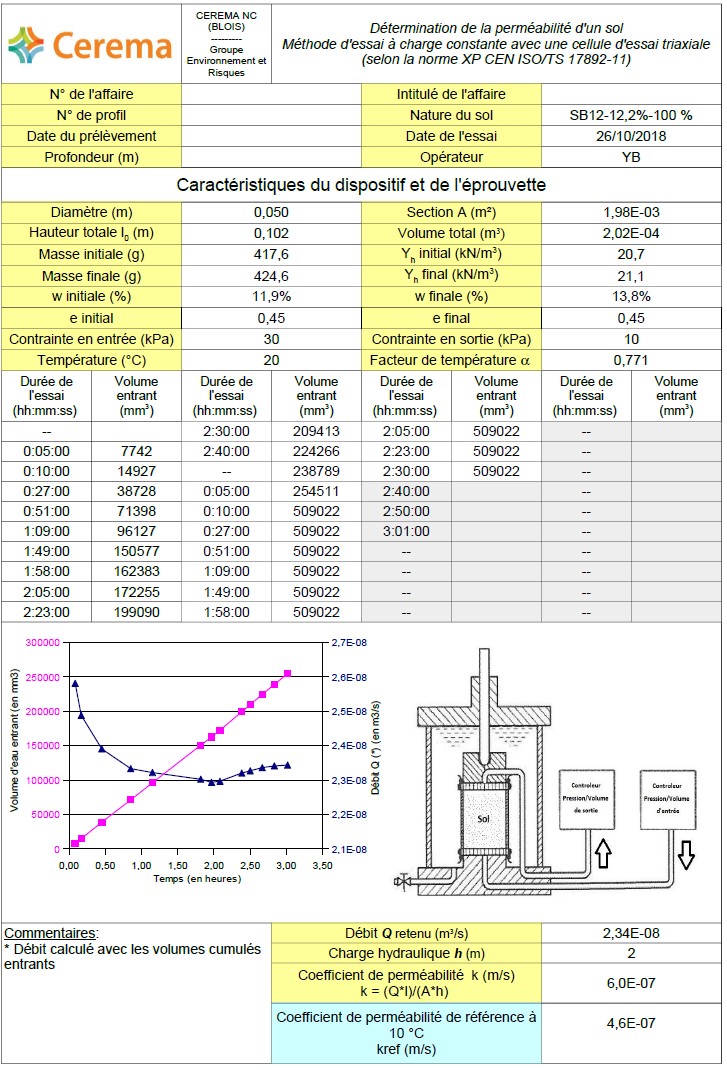 Cerema
CEREMA NC
(BLOIS)
---------
Groupe
Environnement et
Risques
Détermination de la perméabilité d'un sol
Méthode d'essai à charge constante avec une cellule d'essai triaxiale
(selon la norme XP CEN ISO/TS 17892-11)
N° de l'affaire Intitulé de l'affaire
N° de profil Nature du sol SB12-12,2%-100 %
Date du prélèvement Date de l'essai 26/10/2018
Profondeur (m) Opérateur YB
Caractéristiques du dispositif et de l'éprouvette
Diamètre (m) 0,050 Section A (m²) 1,98E-03
Hauteur totale l₀ (m) 0,102 Volume total (m³) 2,02E-04
Masse initiale (g) 417,6 Yh initial (kN/m³) 20,7
Masse finale (g) 424,6 Yh final (kN/m³) 21,1
w initiale (%) 11,9% w finale (%) 13,8%
e initial 0,45 e final 0,45
Contrainte en entrée (kPa) 30 Contrainte en sortie (kPa) 10
Température (°C) 20 Facteur de température α 0,771
Durée de Volume Durée de Volume Durée de Volume Durée de Volume
l'essai entrant l'essai entrant l'essai entrant l'essai entrant
(hh:mm:ss) (mm³) (hh:mm:ss) (mm³) (hh:mm:ss) (mm³) (hh:mm:ss) (mm³)
-- 2:30:00 209413 2:05:00 509022 --
0:05:00 7742 2:40:00 224266 2:23:00 509022 --
0:10:00 14927 -- 238789 2:30:00 509022 --
0:27:00 38728 0:05:00 254511 2:40:00 --
0:51:00 71398 0:10:00 509022 2:50:00 --
1:09:00 96127 0:27:00 509022 3:01:00 --
1:49:00 150577 0:51:00 509022 -- --
1:58:00 162383 1:09:00 509022 -- --
2:05:00 172255 1:49:00 509022 -- --
2:23:00 199090 1:58:00 509022 -- --
Volume d'eau entrant (en mm3)
300000
250000
200000
150000
100000
50000
0
2,7E-08
2,6E-08
2,5E-08
2,4E-08
2,3E-08
2,2E-08
2,1E-08
Débit Q (*) (en m3/s)
0,00 0,50 1,00 1,50 2,00 2,50 3,00 3,50
Temps (en heures)
Sol
Controleur
Pression/Volume
de sortie
Controleur
Pression/Volume
d'entrée
Commentaires:
* Débit calculé avec les volumes cumulés
entrants
Débit Q retenu (m³/s) 2,34E-08
Charge hydraulique h (m) 2
Coefficient de perméabilité k (m/s)
k = (Q*l)/(A*h)
6,0E-07
Coefficient de perméabilité de référence à
10 °C
kref (m/s)
4,6E-07